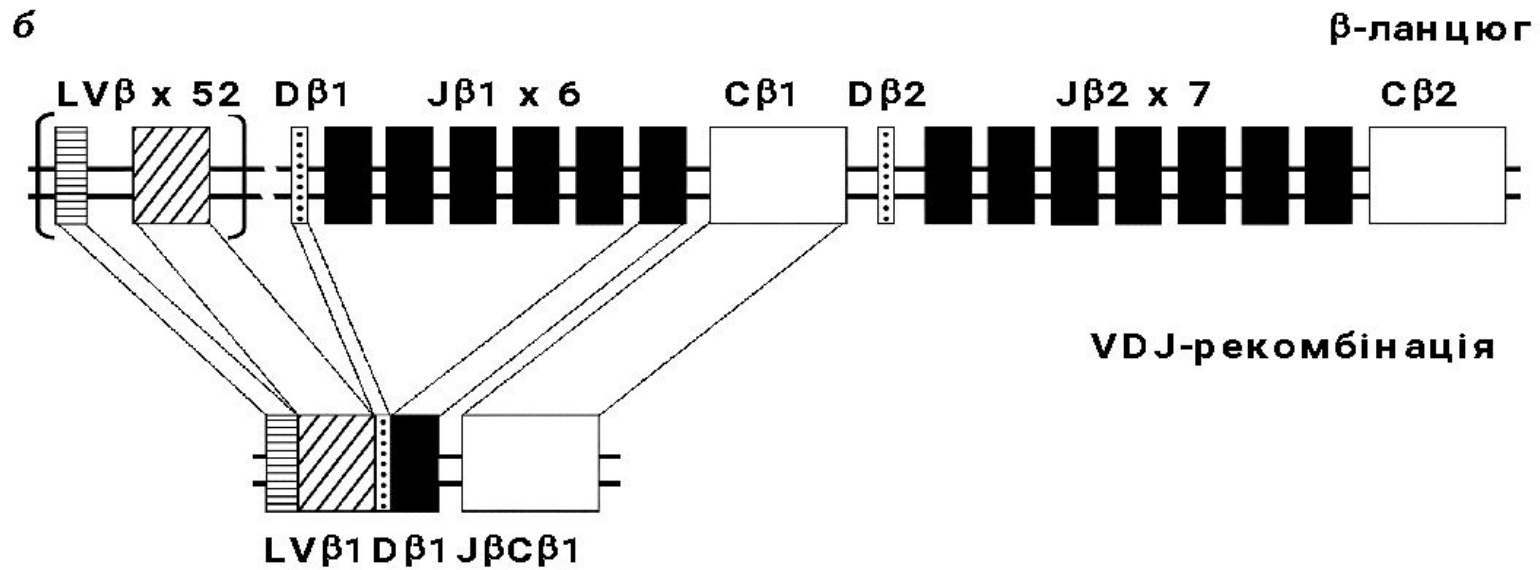 б
β-ланцюг
LVβ x 52 Dβ1 Jβ1 x 6 Cβ1 Dβ2 Jβ2 x 7 Cβ2
VDJ-рекомбінація
LVβ1 Dβ1 JβCβ1